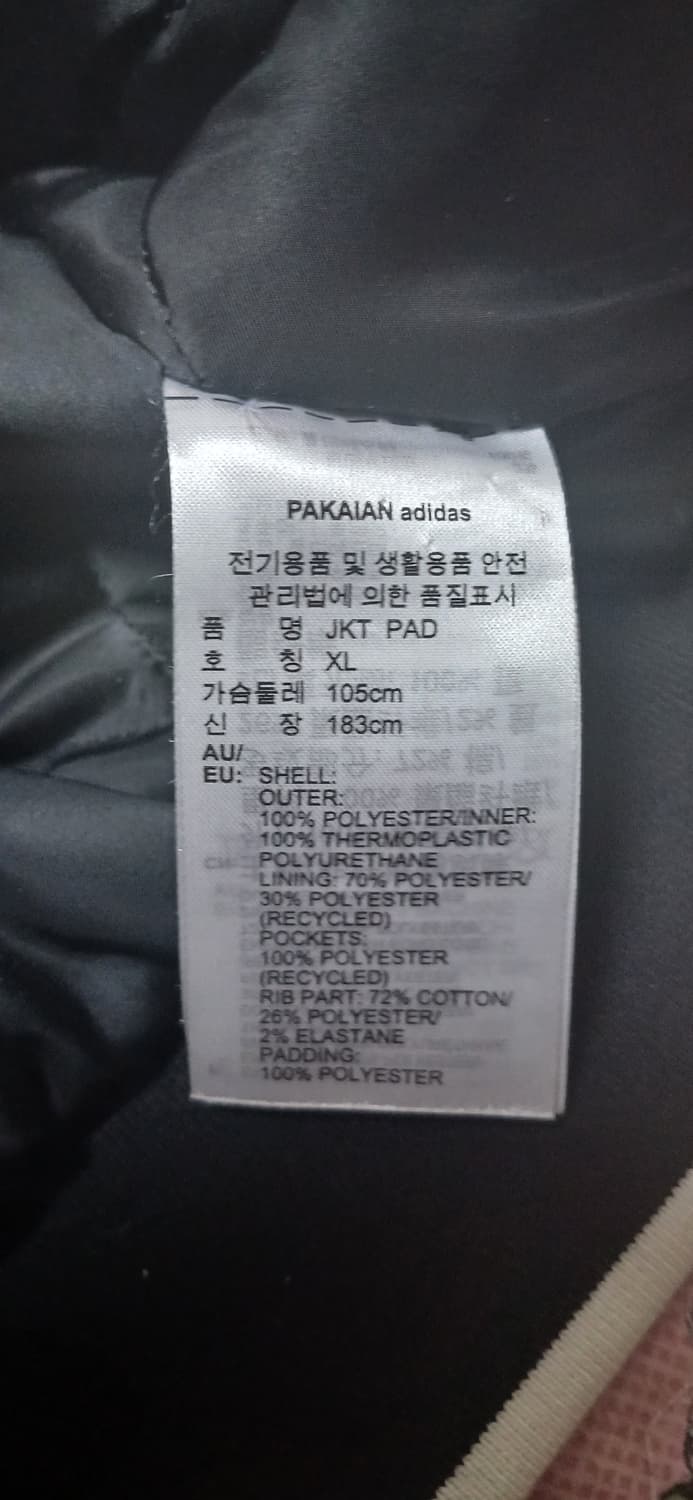 PAKAIAN adidas
전기용품 및 생활용품 안전
관리법에 의한 품질표시
품 명 JKT PAD
호 칭 XL
가슴둘레 105cm
신 장 183cm
AU/
EU: SHELL:
OUTER:
100% POLYESTER/INNER:
100% THERMOPLASTIC
POLYURETHANE
LINING: 70% POLYESTER/
30% POLYESTER
(RECYCLED)
POCKETS:
100% POLYESTER
(RECYCLED)
RIB PART: 72% COTTON/
26% POLYESTER/
2% ELASTANE
PADDING:
100% POLYESTER